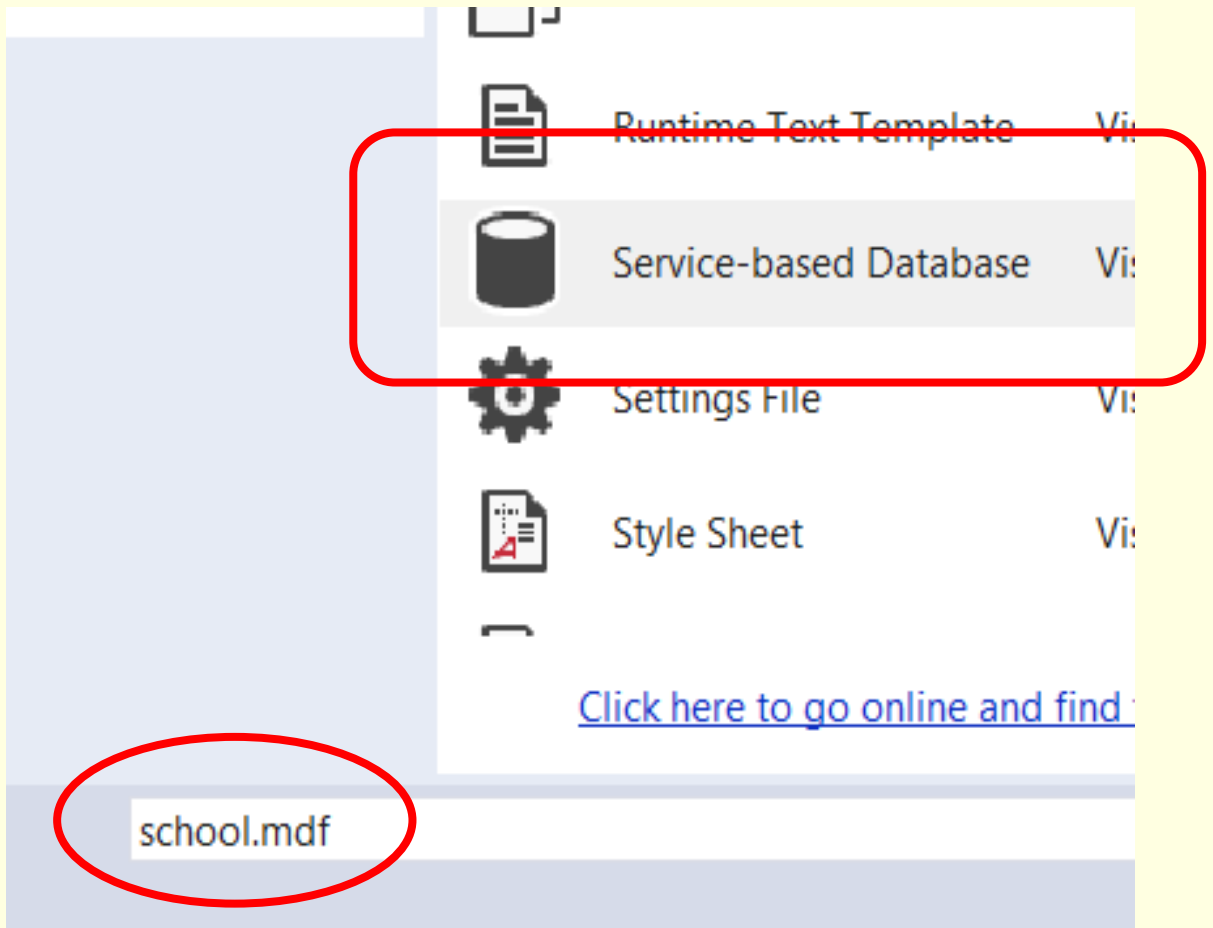 Runtime Text Template
Service-based Database
Settings File
Style Sheet
Click here to go online and find
school.mdf